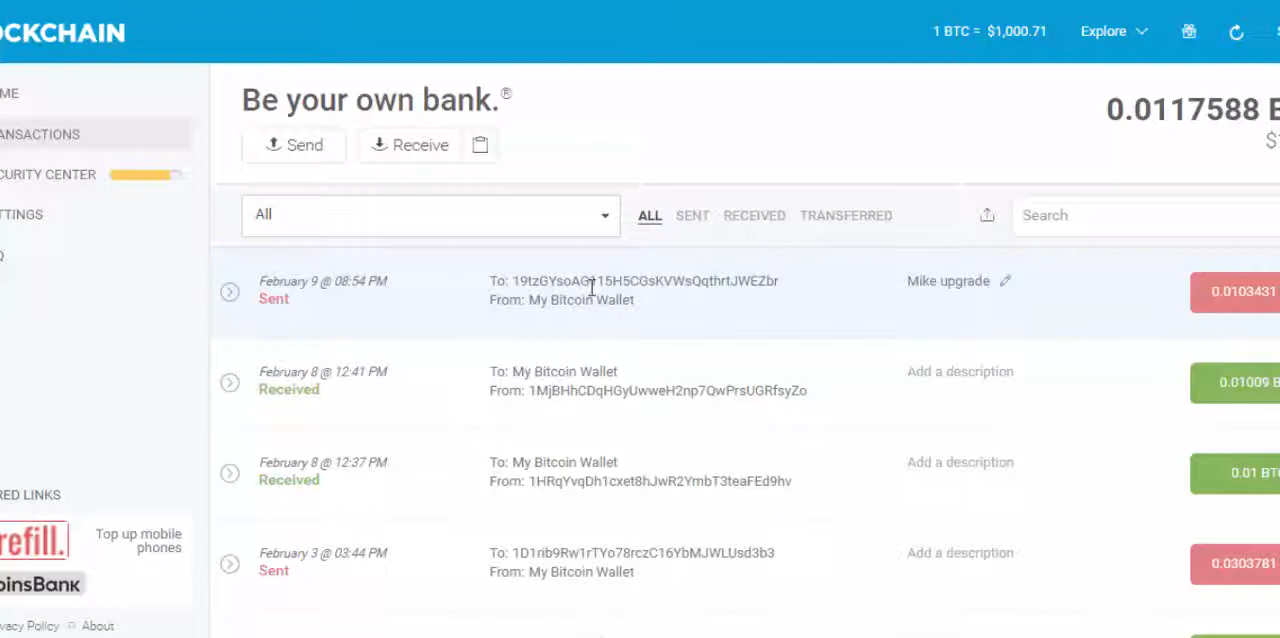 OCKCHAIN
1 BTC = $1,000.71 Explore
ME
ANSACTIONS
CURITY CENTER
TTINGS
Q
Be your own bank.®
Send Receive
0.0117588 B
$
All
ALL SENT RECEIVED TRANSFERRED
Search
February 9 @ 08:54 PM
Sent
To:
From: My Bitcoin Wallet
Mike upgrade
0.0103431
February 8 @ 12:41 PM
Received
To: My Bitcoin Wallet
From: 1MjBHhCDqHGyUwweH2np7QwPrsUGRfsyZo
Add a description
0.01009 B
February 8 @ 12:37 PM
Received
To: My Bitcoin Wallet
From: 1HRqYvqDh1cxet8hJwR2YmbT3teaFEd9hv
Add a description
0.01 BTC
February 3 @ 03:44 PM
Sent
To: 1D1rib9Rw1rTYo78rczC16YbMJWLUsd3b3
From: My Bitcoin Wallet
Add a description
0.0303781
RED LINKS
refill.
Top up mobile
phones
oinsBank
vacy Policy About